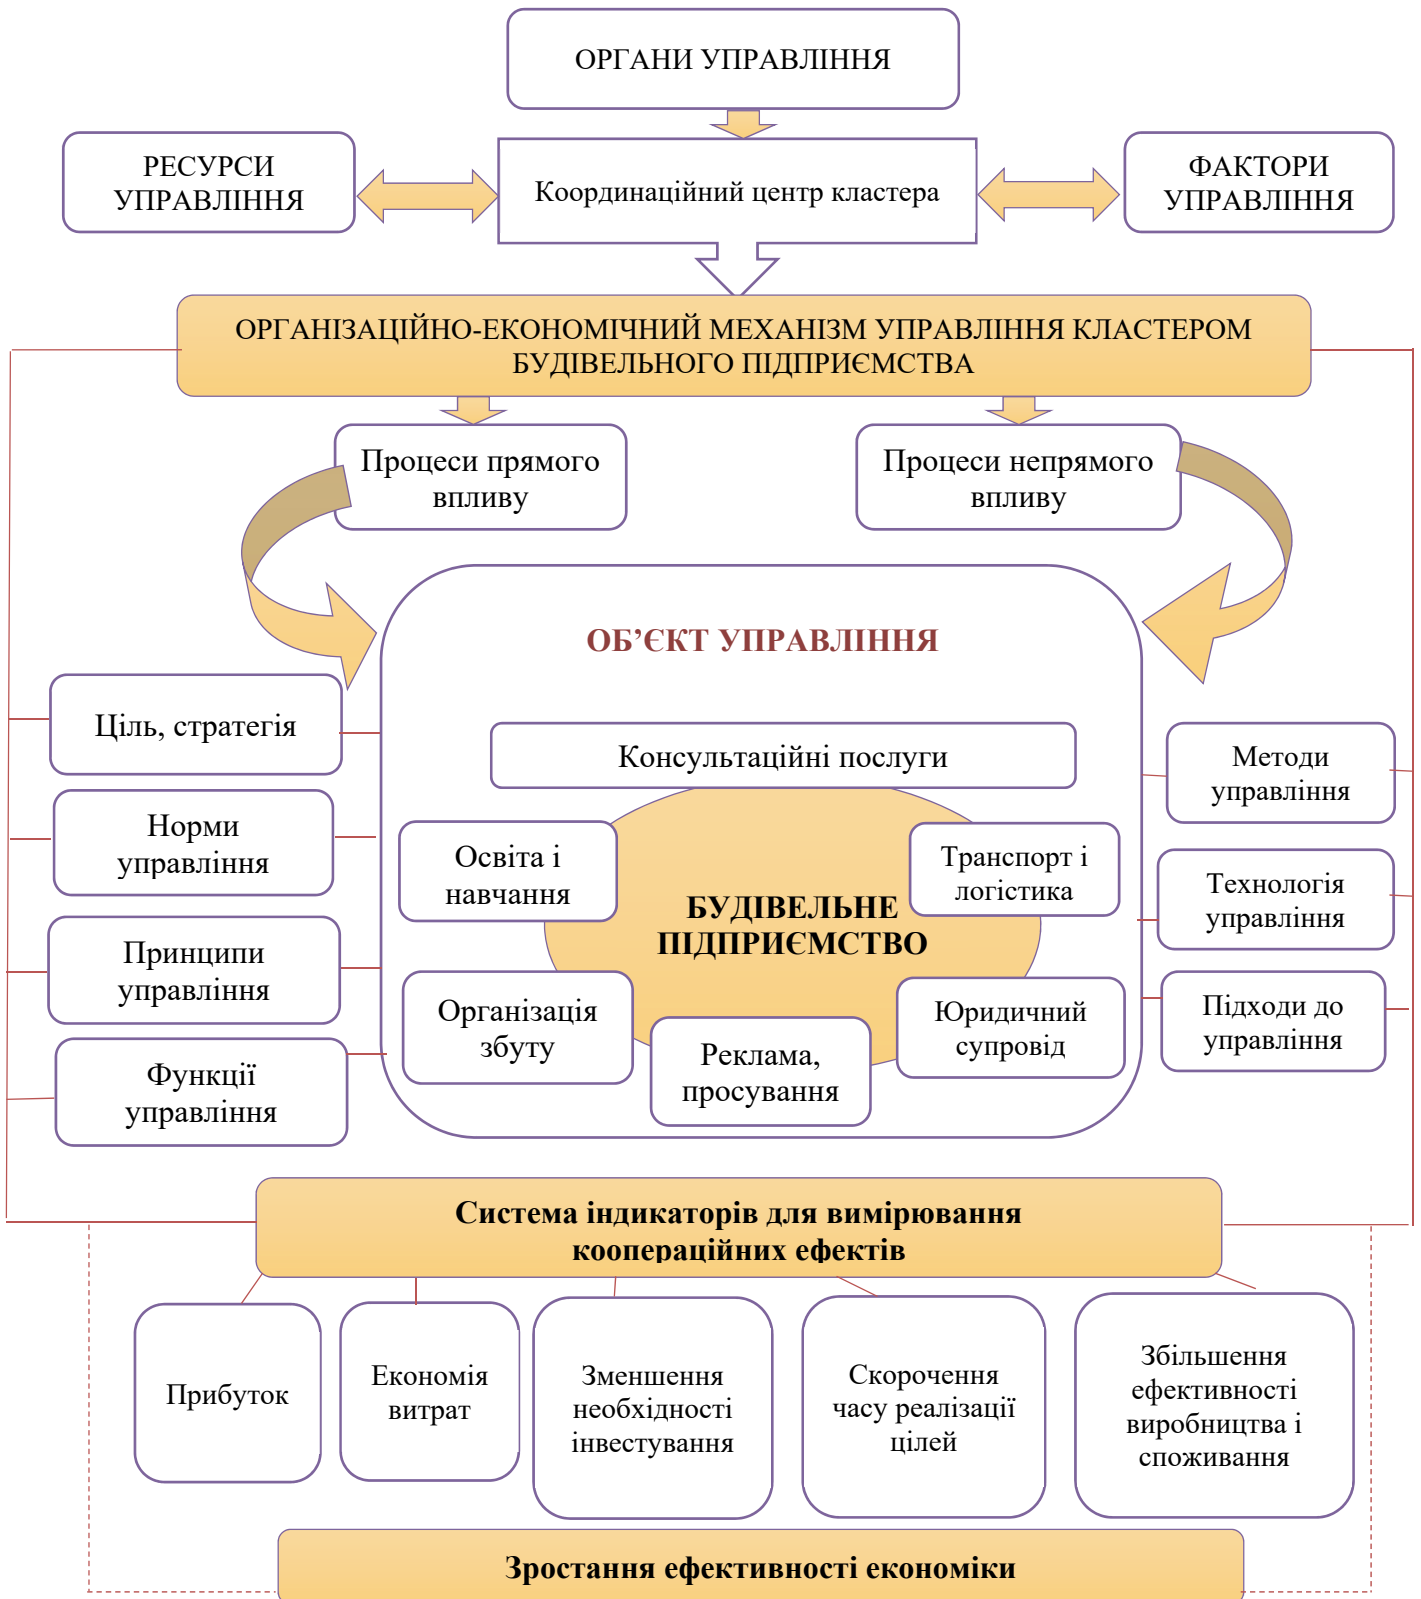 ОРГАНИ УПРАВЛІННЯ
РЕСУРСИ
УПРАВЛІННЯ
Координаційний центр кластера
ФАКТОРИ
УПРАВЛІННЯ
ОРГАНІЗАЦІЙНО-ЕКОНОМІЧНИЙ МЕХАНІЗМ УПРАВЛІННЯ КЛАСТЕРОМ
БУДІВЕЛЬНОГО ПІДПРИЄМСТВА
Процеси прямого
впливу
Процеси непрямого
впливу
ОБ’ЄКТ УПРАВЛІННЯ
Ціль, стратегія
Норми
управління
Принципи
управління
Функції
управління
Консультаційні послуги
Освіта і
навчання
Транспорт і
логістика
БУДІВЕЛЬНЕ
ПІДПРИЄМСТВО
Організація
збуту
Реклама,
просування
Юридичний
супровід
Методи
управління
Технологія
управління
Підходи до
управління
Система індикаторів для вимірювання
коопераційних ефектів
Прибуток
Економія
витрат
Зменшення
необхідності
інвестування
Скорочення
часу реалізації
цілей
Збільшення
ефективності
виробництва і
споживання
Зростання ефективності економіки